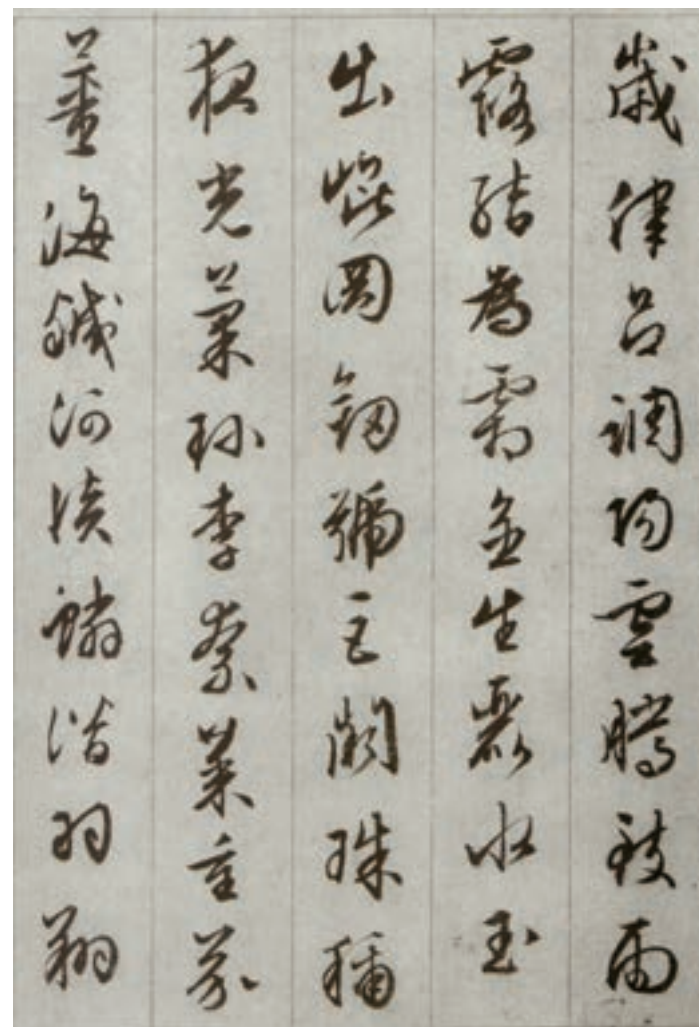 歲律呂調陽雲騰致雨
露結為霜金生麗水玉
出崐岡劒號巨闕珠稱
夜光菓珍李柰菜重芥
薑海鹹河淡鱗潛羽翔